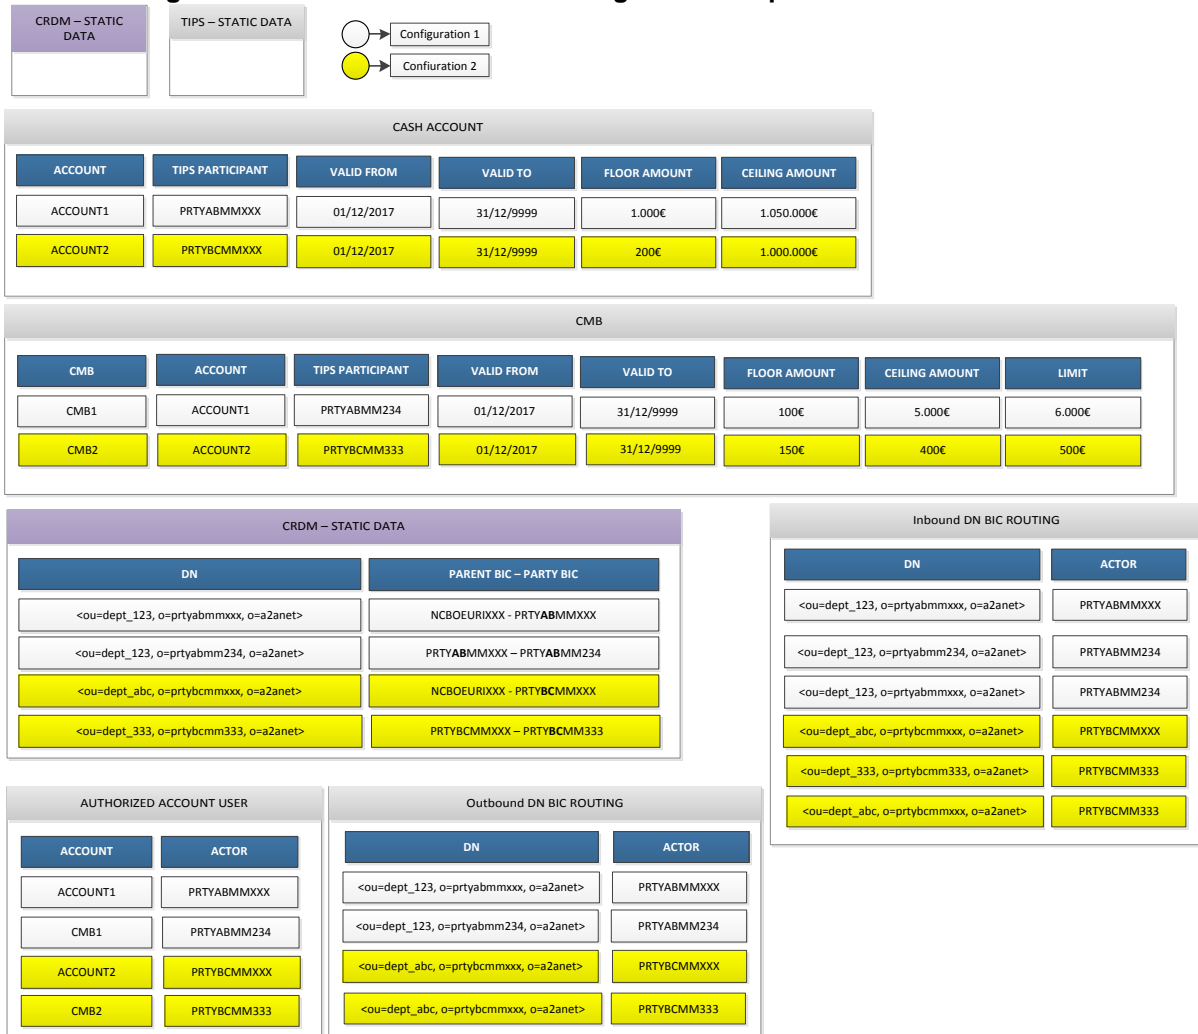 CRDM – STATIC
DATA
TIPS – STATIC DATA
Configuration 1
Confiuration 2
CASH ACCOUNT
ACCOUNT TIPS PARTICIPANT VALID FROM VALID TO FLOOR AMOUNT CEILING AMOUNT
ACCOUNT1 PRTYABMMXXX 01/12/2017 31/12/9999 1.000€ 1.050.000€
ACCOUNT2 PRTYBCMMXXX 01/12/2017 31/12/9999 200€ 1.000.000€
CMB
CMB ACCOUNT TIPS PARTICIPANT VALID FROM VALID TO FLOOR AMOUNT CEILING AMOUNT LIMIT
CMB1 ACCOUNT1 PRTYABMM234 01/12/2017 31/12/9999 100€ 5.000€ 6.000€
CMB2 ACCOUNT2 PRTYBCMM333 01/12/2017 31/12/9999 150€ 400€ 500€
CRDM – STATIC DATA
DN PARENT BIC – PARTY BIC
<ou=dept_123, o=prtyabmmxxx, o=a2anet> NCBOEURIXXX - PRTYABMMXXX
<ou=dept_123, o=prtyabmm234, o=a2anet> PRTYABMMXXX – PRTYABMM234
<ou=dept_abc, o=prtybcmmxxx, o=a2anet> NCBOEURIXXX - PRTYBCMMXXX
<ou=dept_333, o=prtybcmm333, o=a2anet> PRTYBCMMXXX – PRTYBCMM333
Inbound DN BIC ROUTING
DN ACTOR
<ou=dept_123, o=prtyabmmxxx, o=a2anet> PRTYABMMXXX
<ou=dept_123, o=prtyabmm234, o=a2anet> PRTYABMM234
<ou=dept_123, o=prtyabmmxxx, o=a2anet> PRTYABMM234
<ou=dept_abc, o=prtybcmmxxx, o=a2anet> PRTYBCMMXXX
<ou=dept_333, o=prtybcmm333, o=a2anet> PRTYBCMM333
<ou=dept_abc, o=prtybcmmxxx, o=a2anet> PRTYBCMM333
AUTHORIZED ACCOUNT USER
ACCOUNT ACTOR
ACCOUNT1 PRTYABMMXXX
CMB1 PRTYABMM234
ACCOUNT2 PRTYBCMMXXX
CMB2 PRTYBCMM333
Outbound DN BIC ROUTING
DN ACTOR
<ou=dept_123, o=prtyabmmxxx, o=a2anet> PRTYABMMXXX
<ou=dept_123, o=prtyabmm234, o=a2anet> PRTYABMM234
<ou=dept_abc, o=prtybcmmxxx, o=a2anet> PRTYBCMMXXX
<ou=dept_abc, o=prtybcmmxxx, o=a2anet> PRTYBCMM333